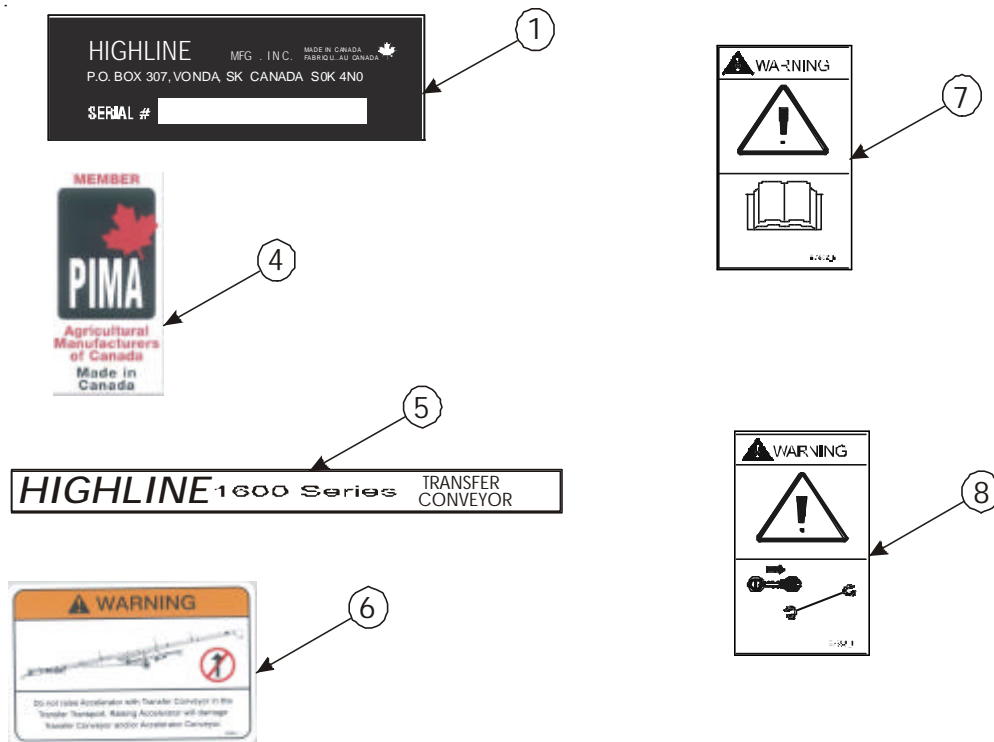 HIGHLINE MFG . INC. MADE IN CANADA
FABRIQU...AU CANADA
P.O. BOX 307, VONDA, SK CANADA S0K 4N0
SERIAL #
1
MEMBER
PIMA
Agricultural
Manufacturers
of Canada
Made in
Canada
4
5
HIGHLINE 1600 Series TRANSFER
CONVEYOR
WARNING
Do not raise Accelerator with Transfer Conveyor in the
Transfer Transport. Raising Accelerator will damage
Transfer Conveyor and/or Accelerator Conveyor.
6
WARNING
7
WARNING
8